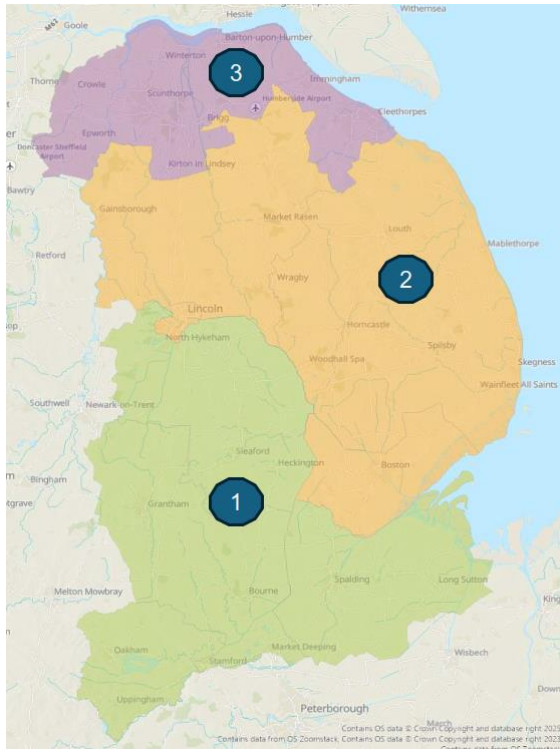 Hessle
Withernsea
Goole
M62
Barton-upon-Humber
Winterton
3
Thorne
Crowle
Immingham
Scunthorpe
Humberside Airport
Cleethorpes
Brigg
Epworth
Doncaster Sheffield
Airport
Kirton in Lindsey
Bawtry
Gainsborough
Market Rasen
Louth
Retford
Mablethorpe
2
Wragby
Lincoln
Horncastle
North Hykeham
Spilsby
Woodhall Spa
Skegness
Wainfleet All Saints
Southwell
Newark-on-Trent
Sleaford
Heckington
Boston
Bingham
1
Grantham
Melton Mowbray
Bourne
Spalding
Long Sutton
Oakham
Market Deeping
Stamford
Wisbech
Uppingham
Peterborough
March
Contains OS data © Crown Copyright and database right 2025
Contains data from OS Zoomstack, Contains OS data © Crown Copyright and database right 2025